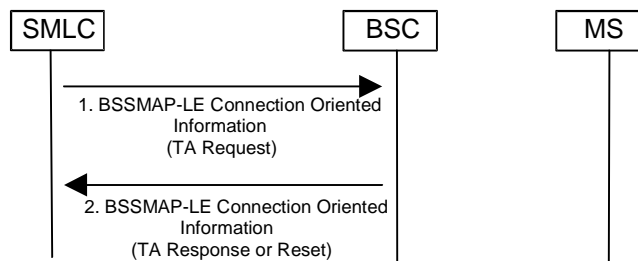 SMLC
BSC
MS
1. BSSMAP-LE Connection Oriented
Information
(TA Request)
2. BSSMAP-LE Connection Oriented
Information
(TA Response or Reset)